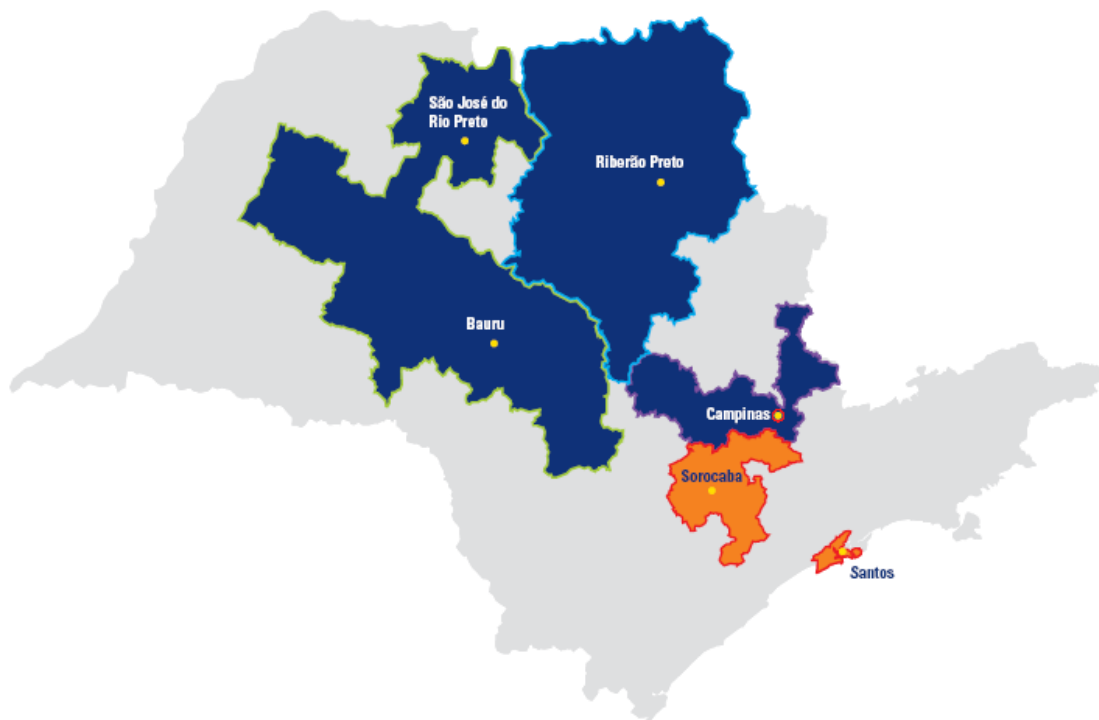 São José do
Rio Preto
Riberão Preto
Bauru
Campinas
Sorocaba
Santos